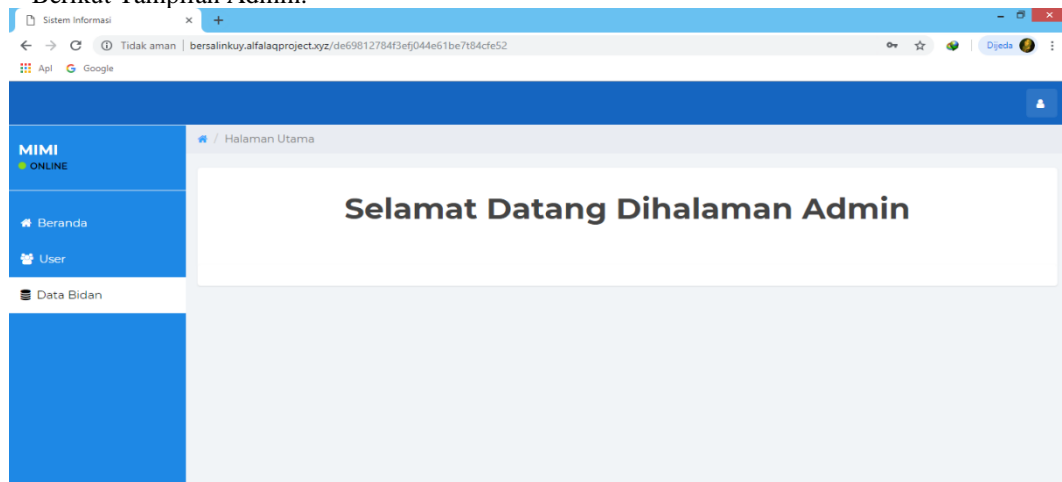 Berikut Tampilan Admin:
Sistem Informasi
Tidak aman | bersalinkuy.alfalaqproject.xyz/de69812784f3efj044e61be7t84cfe52
Dijeda
Apl Google
MIMI
ONLINE
/ Halaman Utama
Selamat Datang Dihalaman Admin
Beranda
User
Data Bidan